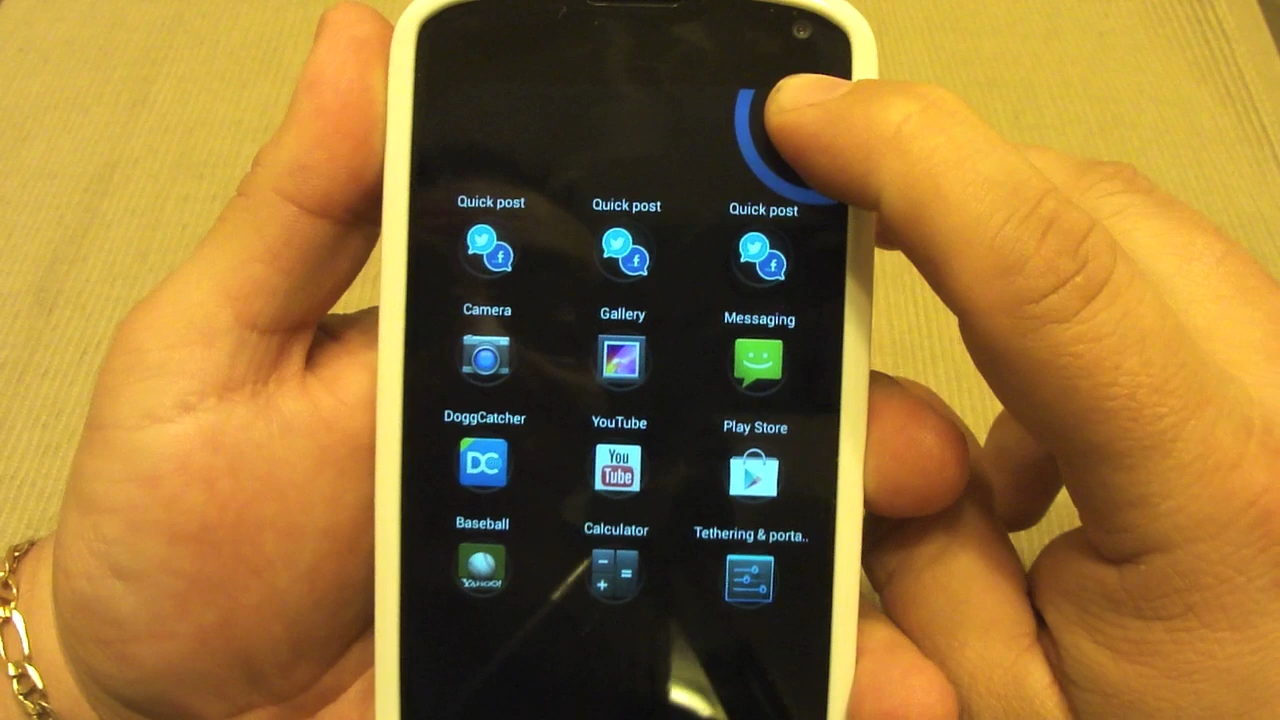 Quick post Quick post Quick post
f f f
Camera Gallery Messaging
DoggCatcher YouTube Play Store
DC You Tube
Baseball Calculator Tethering & porta..
YAHOO! − + =